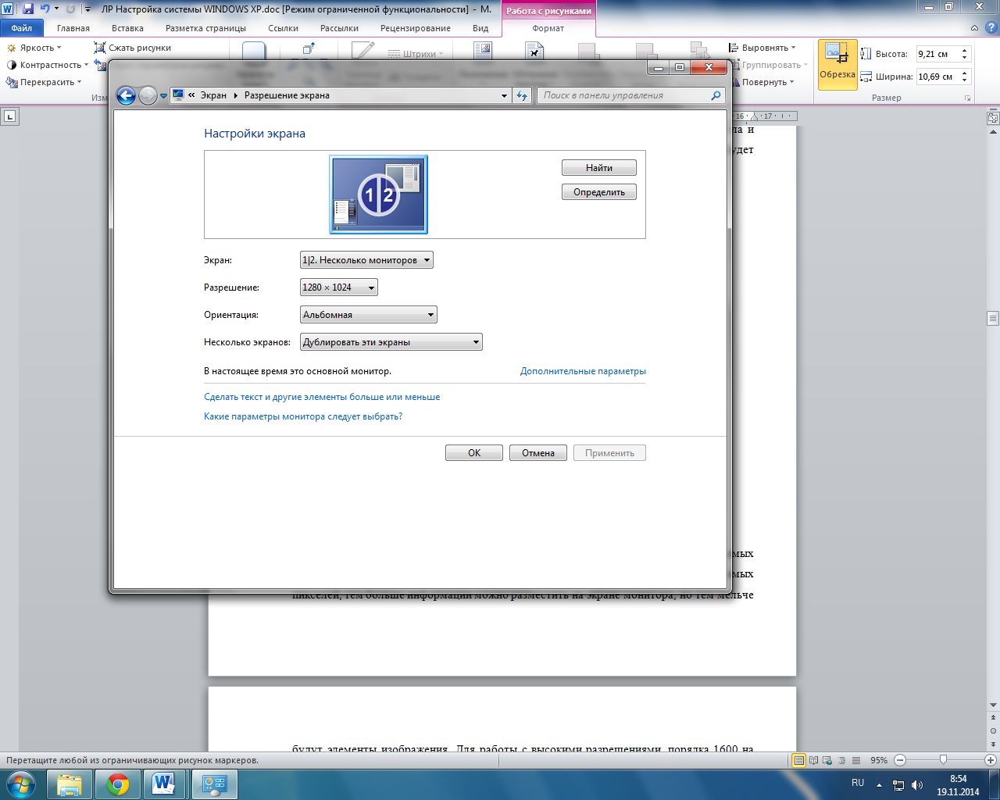 ЛР Настройка системы WINDOWS XP.doc [Режим ограниченной функциональности] - M.
Работа с рисунками
Файл Главная Вставка Разметка страницы Ссылки Рассылки Рецензирование Вид Формат
Яркость Сжать рисунки Штрихи Выровнять Высота: 9,21 см
Контрастность Группировать
Перекрасить Повернуть Обрезка Ширина: 10,69 см
Размер
Экран Разрешение экрана Поиск в панели управления
16 17
ла и
удет
Настройки экрана
1 2
Найти
Определить
Экран: 1|2. Несколько мониторов
Разрешение: 1280 × 1024
Ориентация: Альбомная
Несколько экранов: Дублировать эти экраны
В настоящее время это основной монитор. Дополнительные параметры
Сделать текст и другие элементы больше или меньше
Какие параметры монитора следует выбрать?
ОК Отмена Применить
мых
мых
пикселей, тем больше информации можно разместить на экране монитора, но тем мельче
будут элементы изображения. Для работы с высокими разрешениями, порядка 1600 на
Перетащите любой из ограничивающих рисунок маркеров. 95%
RU 8:54
19.11.2014